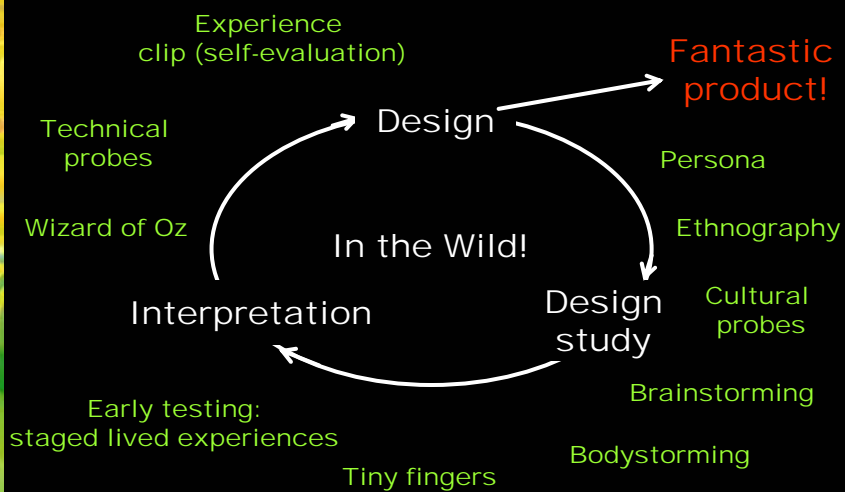 Experience
clip (self-evaluation)
Fantastic
product!
Design
Technical
probes
Persona
Wizard of Oz
Ethnography
In the Wild!
Interpretation
Design
study
Cultural
probes
Brainstorming
Early testing:
staged lived experiences
Bodystorming
Tiny fingers